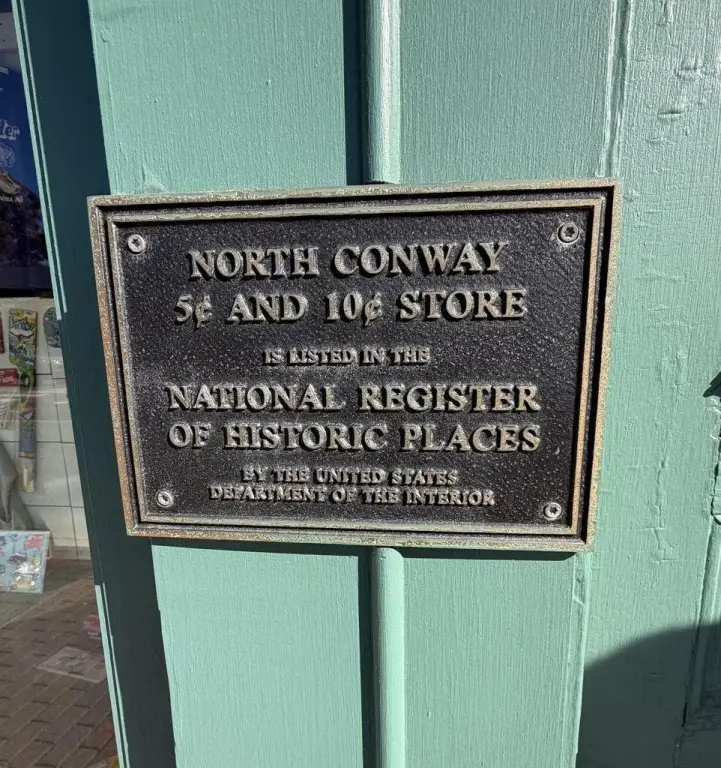 NORTH CONWAY
5¢ AND 10¢ STORE
IS LISTED IN THE
NATIONAL REGISTER
OF HISTORIC PLACES
BY THE UNITED STATES
DEPARTMENT OF THE INTERIOR